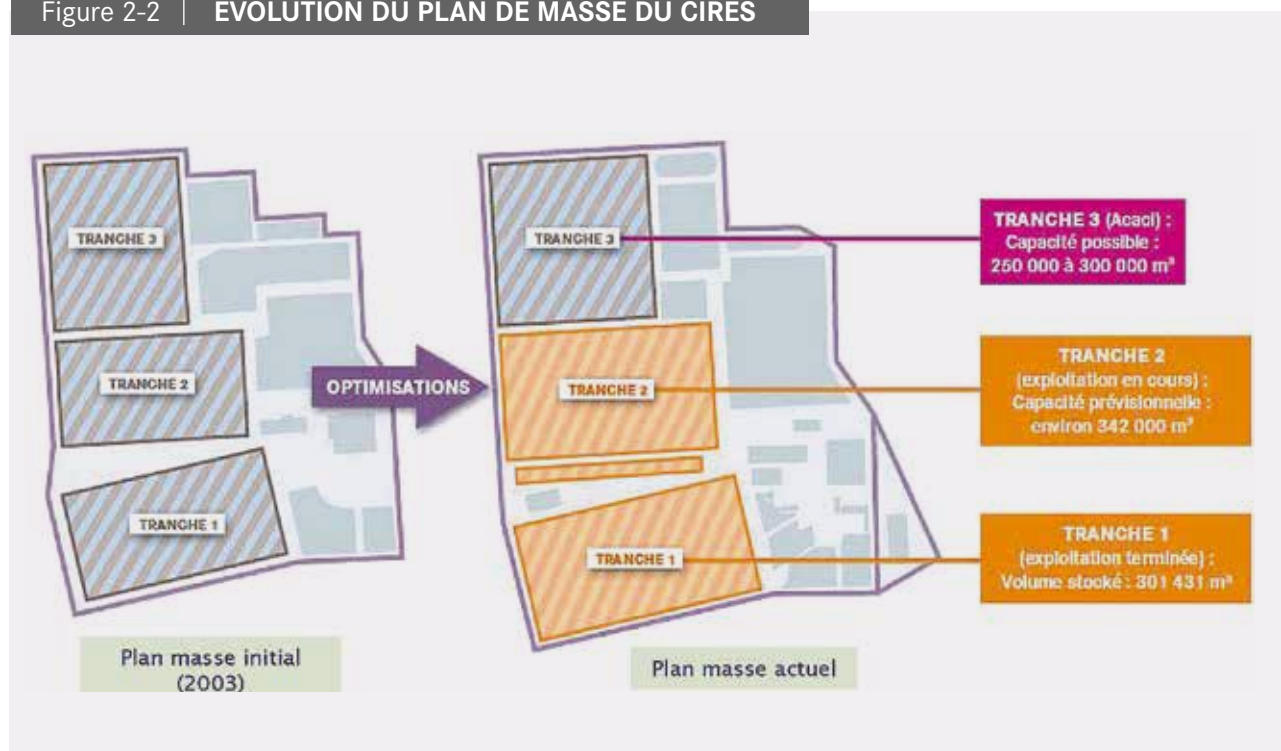 Figure 2-2 | ÉVOLUTION DU PLAN DE MASSE DU CIRES
TRANCHE 3
TRANCHE 2
TRANCHE 1
Plan masse initial
(2003)
OPTIMISATIONS
TRANCHE 3
TRANCHE 2
TRANCHE 1
Plan masse actuel
TRANCHE 3 (Acaci) :
Capacité possible :
250 000 à 300 000 m³
TRANCHE 2
(exploitation en cours) :
Capacité prévisionnelle :
environ 342 000 m³
TRANCHE 1
(exploitation terminée) :
Volume stocké : 301 431 m³